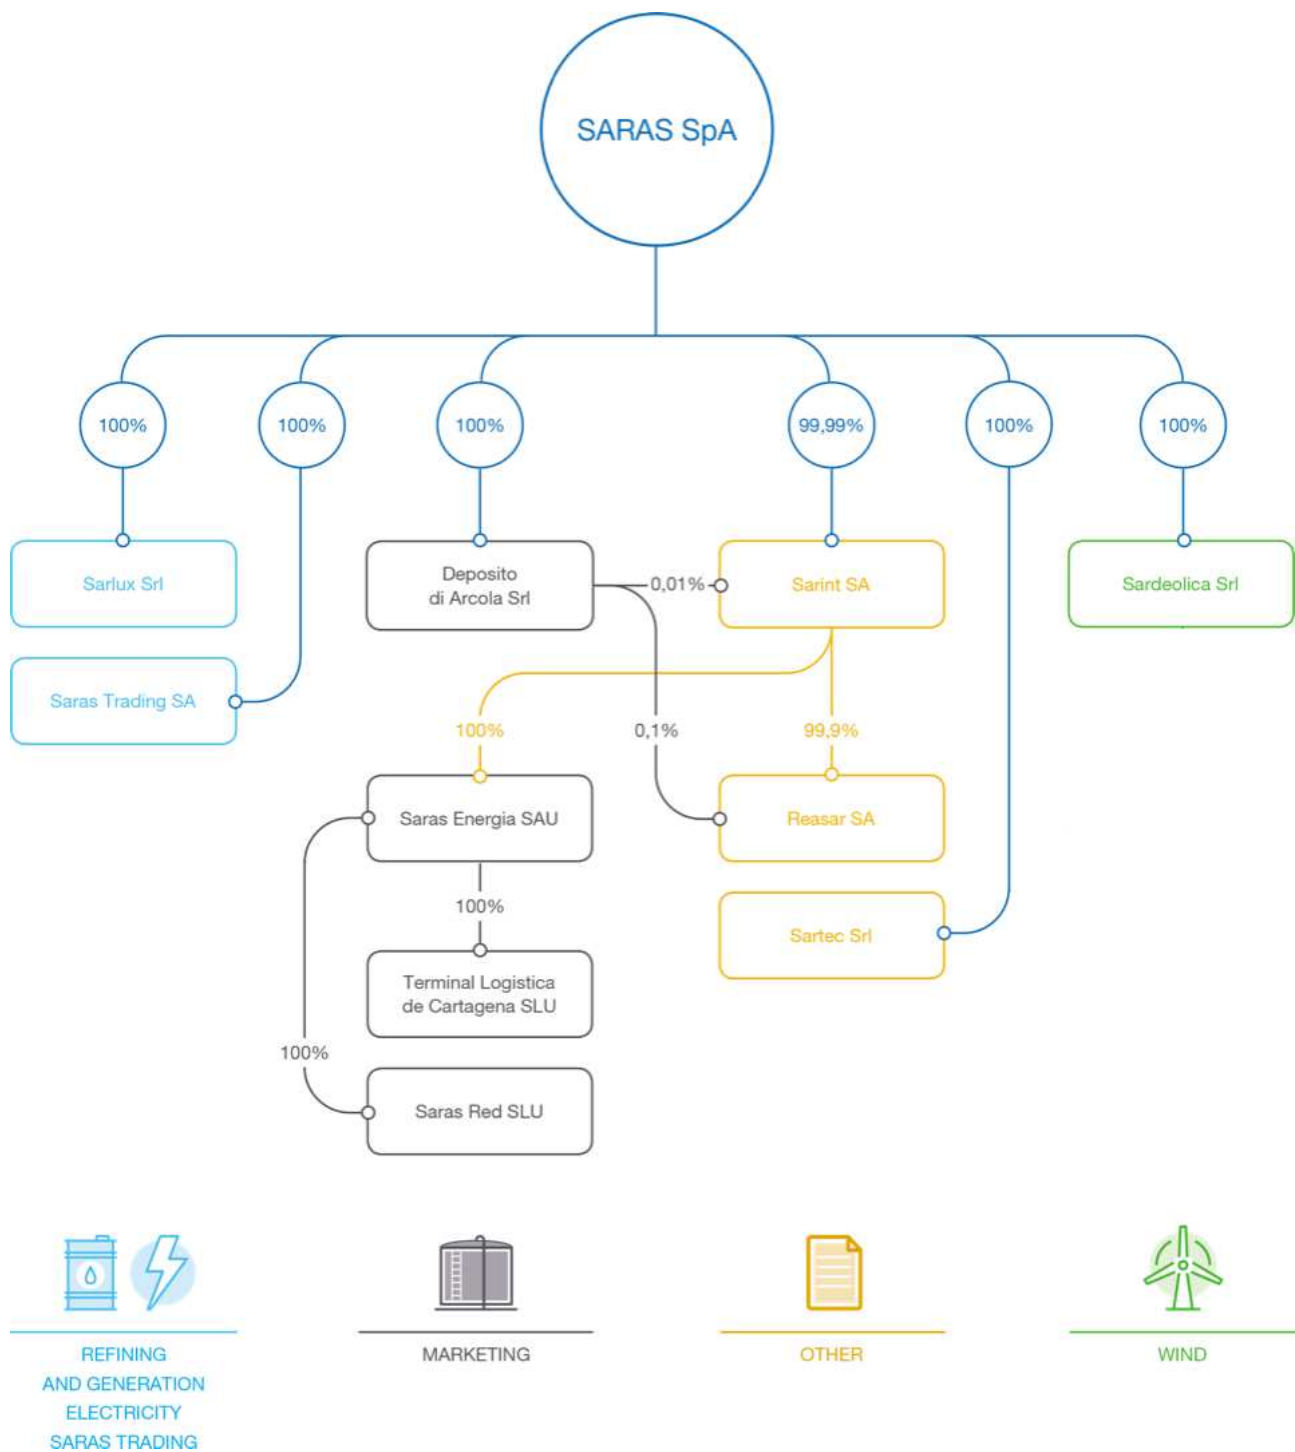 SARAS SpA
100%
100%
100%
99,99%
100%
100%
Sarlux Srl
Deposito
di Arcola Srl
0,01%
Sarint SA
Sardeolica Srl
Saras Trading SA
100%
0,1%
99,9%
Saras Energia SAU
Reasar SA
100%
Sartec Srl
Terminal Logistica
de Cartagena SLU
100%
Saras Red SLU
REFINING
AND GENERATION
ELECTRICITY
SARAS TRADING
MARKETING
OTHER
WIND